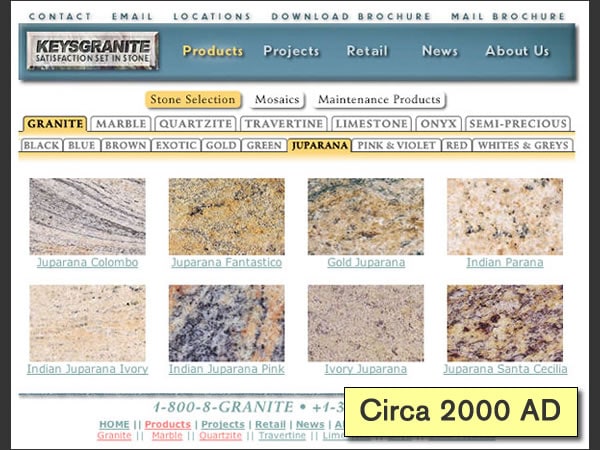 CONTACT EMAIL LOCATIONS DOWNLOAD BROCHURE MAIL BROCHURE
KEYSGRANITE
SATISFACTION SET IN STONE
Products Projects Retail News About Us
Stone Selection Mosaics Maintenance Products
GRANITE MARBLE QUARTZITE TRAVERTINE LIMESTONE ONYX SEMI-PRECIOUS
BLACK BLUE BROWN EXOTIC GOLD GREEN JUPARANA PINK & VIOLET RED WHITES & GREYS
Juparana Colombo Juparana Fantastico Gold Juparana Indian Parana
Indian Juparana Ivory Indian Juparana Pink Ivory Juparana Juparana Santa Cecilia
1-800-8-GRANITE • +1-3
HOME || Products | Projects | Retail | News |
Granite || Marble || Quartzite || Travertine ||
Circa 2000 AD